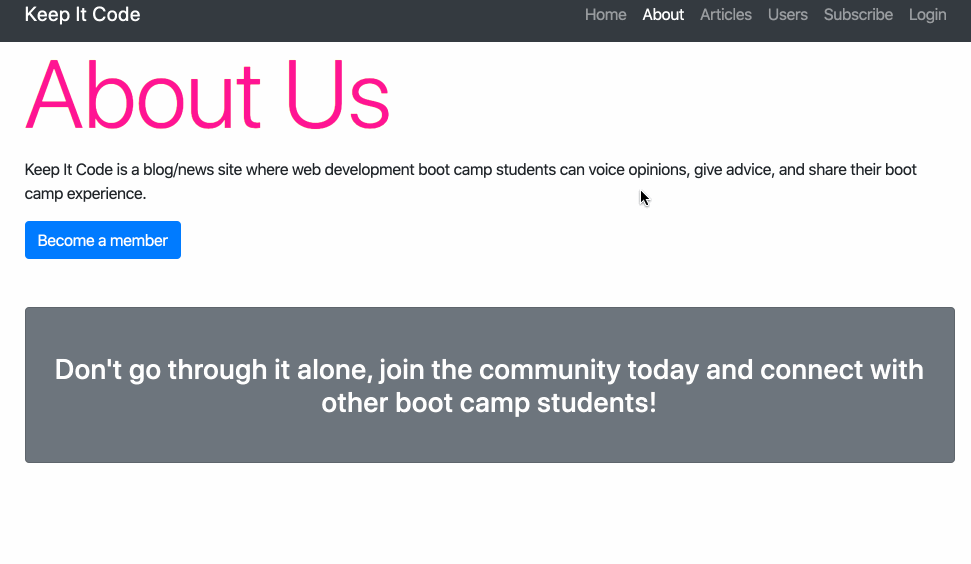 Keep It Code
Home About Articles Users Subscribe Login
About Us
Keep It Code is a blog/news site where web development boot camp students can voice opinions, give advice, and share their boot
camp experience.
Become a member
Don't go through it alone, join the community today and connect with
other boot camp students!